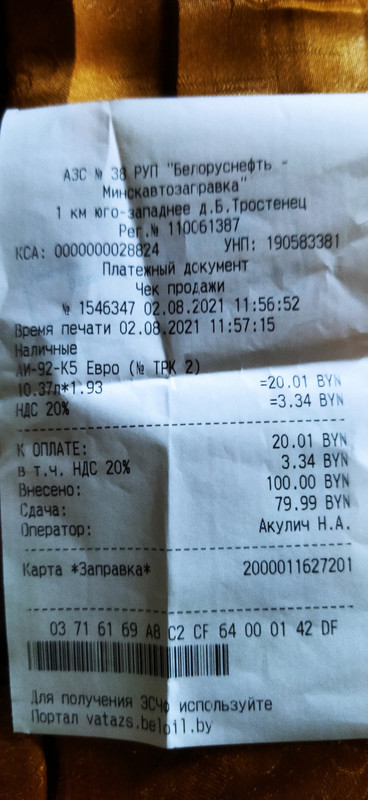 АЗС № 38 РУП "Белоруснефть -
Минскавтозаправка"
1 км юго-западнее д.Б.Тростенец
Рег.№ 110061387
КСА: 0000000028824 УНП: 190583381
Платежный документ
Чек продажи
№ 1546347 02.08.2021 11:56:52
Время печати 02.08.2021 11:57:15
Наличные
АИ-92-К5 Евро (№ ТРК 2)
10.37л*1.93 =20.01 BYN
НДС 20% =3.34 BYN
К ОПЛАТЕ: 20.01 BYN
в т.ч. НДС 20% 3.34 BYN
Внесено: 100.00 BYN
Сдача: 79.99 BYN
Оператор: Акулич Н.А.
Карта *Заправка* 2000011627201
03 71 61 69 A8 C2 CF 64 00 01 42 DF
Для получения ЭСЧФ используйте
Портал vatazs.beloil.by